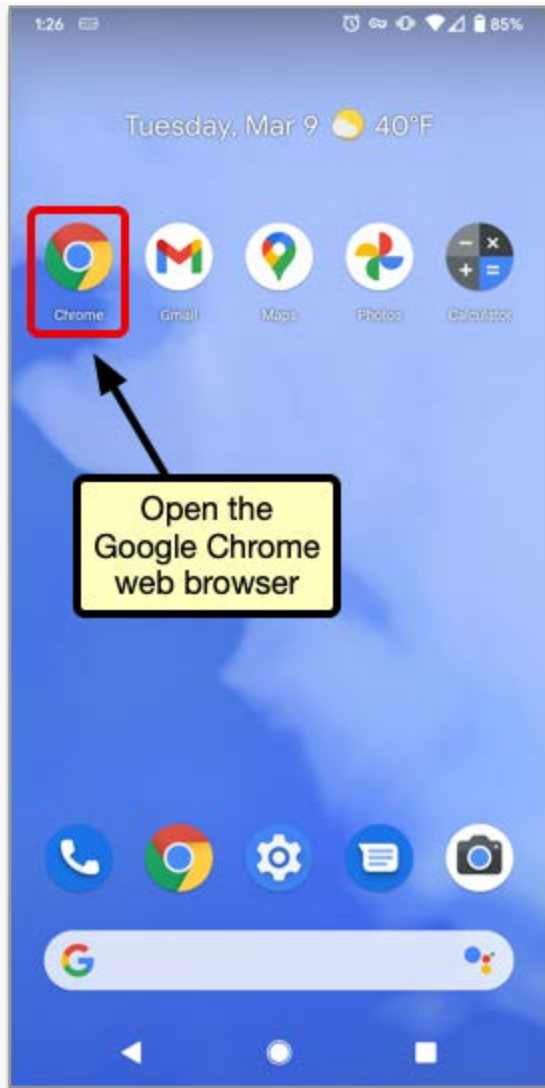 1:26
85%
Tuesday, Mar 9 40°F
Chrome Gmail Maps Photos Calculator
Open the
Google Chrome
web browser